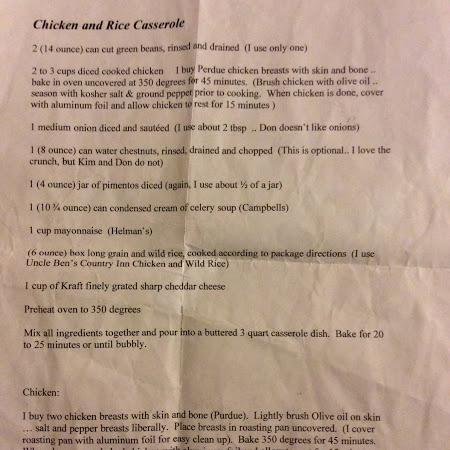 Chicken and Rice Casserole
2 (14 ounce) can cut green beans, rinsed and drained (I use only one)
2 to 3 cups diced cooked chicken I buy Perdue chicken breasts with skin and bone ..
bake in oven uncovered at 350 degrees for 45 minutes. (Brush chicken with olive oil ..
season with kosher salt & ground pepper prior to cooking. When chicken is done, cover
with aluminum foil and allow chicken to rest for 15 minutes )
1 medium onion diced and sautéed (I use about 2 tbsp .. Don doesn't like onions)
1 (8 ounce) can water chestnuts, rinsed, drained and chopped (This is optional.. I love the
crunch, but Kim and Don do not)
1 (4 ounce) jar of pimentos diced (again, I use about ½ of a jar)
1 (10 ¾ ounce) can condensed cream of celery soup (Campbells)
1 cup mayonnaise (Helman's)
(6 ounce) box long grain and wild rice, cooked according to package directions (I use
Uncle Ben's Country Inn Chicken and Wild Rice)
1 cup of Kraft finely grated sharp cheddar cheese
Preheat oven to 350 degrees
Mix all ingredients together and pour into a buttered 3 quart casserole dish. Bake for 20
to 25 minutes or until bubbly.
Chicken:
I buy two chicken breasts with skin and bone (Purdue). Lightly brush Olive oil on skin
... salt and pepper breasts liberally. Place breasts in roasting pan uncovered. (I cover
roasting pan with aluminum foil for easy clean up). Bake 350 degrees for 45 minutes.